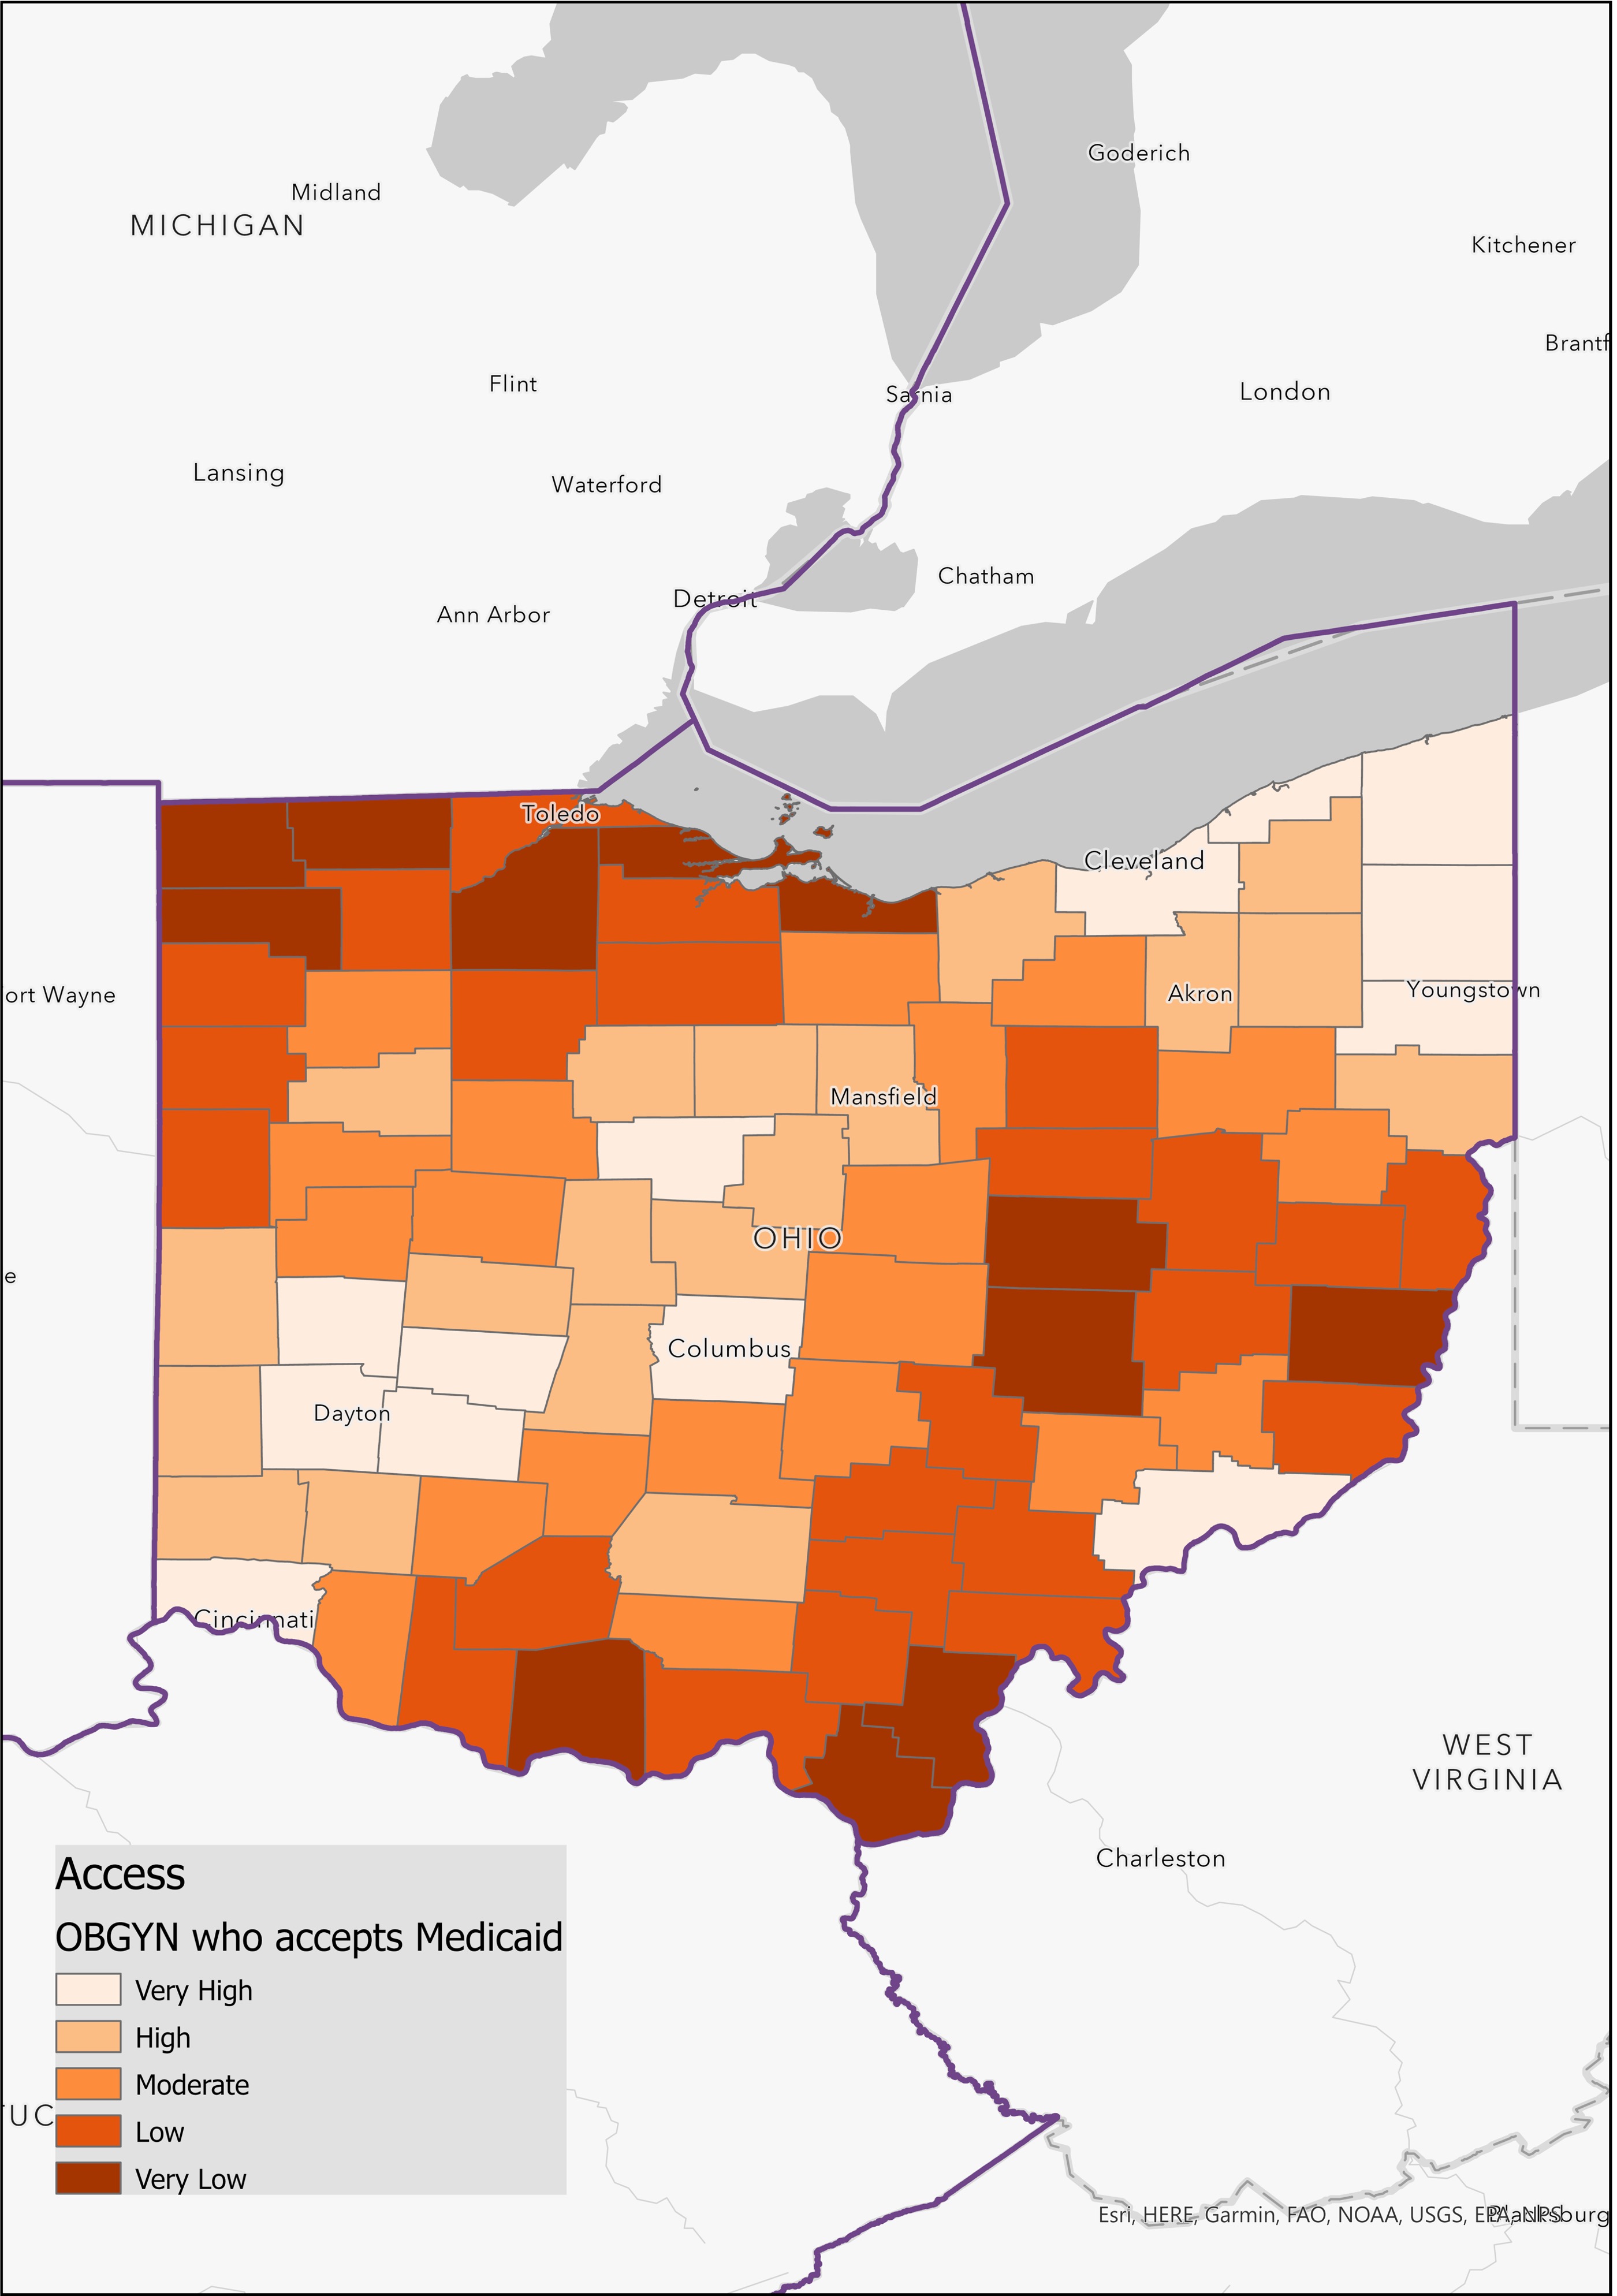 Goderich
Midland
MICHIGAN
Kitchener
Brantf
Flint
London
Sarnia
Lansing
Waterford
Chatham
Detroit
Ann Arbor
Toledo
Cleveland
ort Wayne
Akron
Youngstown
Mansfield
OHIO
e
Columbus
Dayton
Cincinnati
WEST
VIRGINIA
Charleston
Access
OBGYN who accepts Medicaid
Very High
High
Moderate
Low
Very Low
TUC
Esri, HERE, Garmin, FAO, NOAA, USGS, EPA, NPS